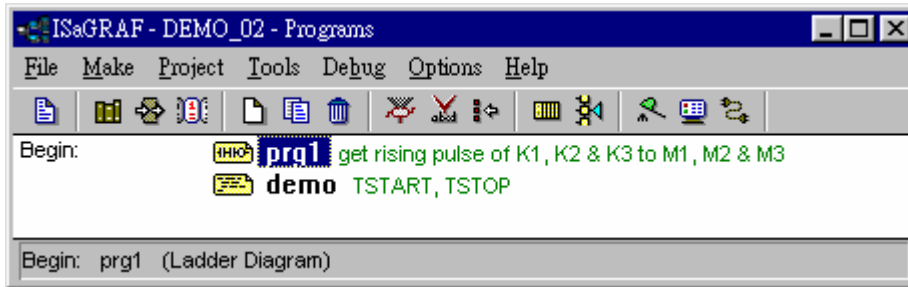 ISaGRAF - DEMO_02 - Programs
File Make Project Tools Debug Options Help
Begin: prg1 get rising pulse of K1, K2 & K3 to M1, M2 & M3
demo TSTART, TSTOP
Begin: prg1 (Ladder Diagram)